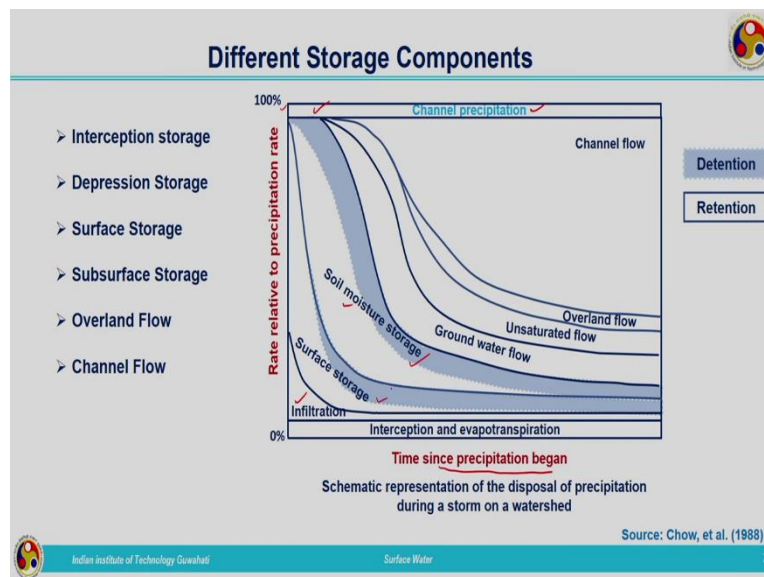 Different Storage Components
➢ Interception storage
➢ Depression Storage
➢ Surface Storage
➢ Subsurface Storage
➢ Overland Flow
➢ Channel Flow
100%
Channel precipitation
Channel flow
Rate relative to precipitation rate
Soil moisture storage
Overland flow
Unsaturated flow
Ground water flow
Surface storage
Infiltration
Interception and evapotranspiration
0%
Time since precipitation began
Detention
Retention
Schematic representation of the disposal of precipitation
during a storm on a watershed
Source: Chow, et al. (1988)
Indian institute of Technology Guwahati
Surface Water